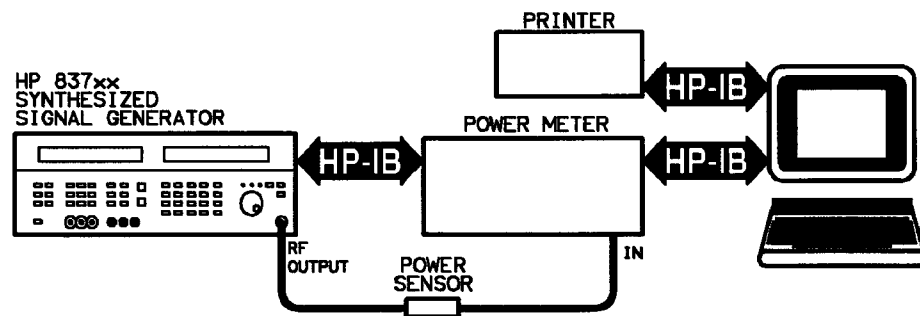 PRINTER
HP 837xx
SYNTHESIZED
SIGNAL GENERATOR
HP-IB
POWER METER
HP-IB
HP-IB
RF
OUTPUT
POWER
SENSOR
IN